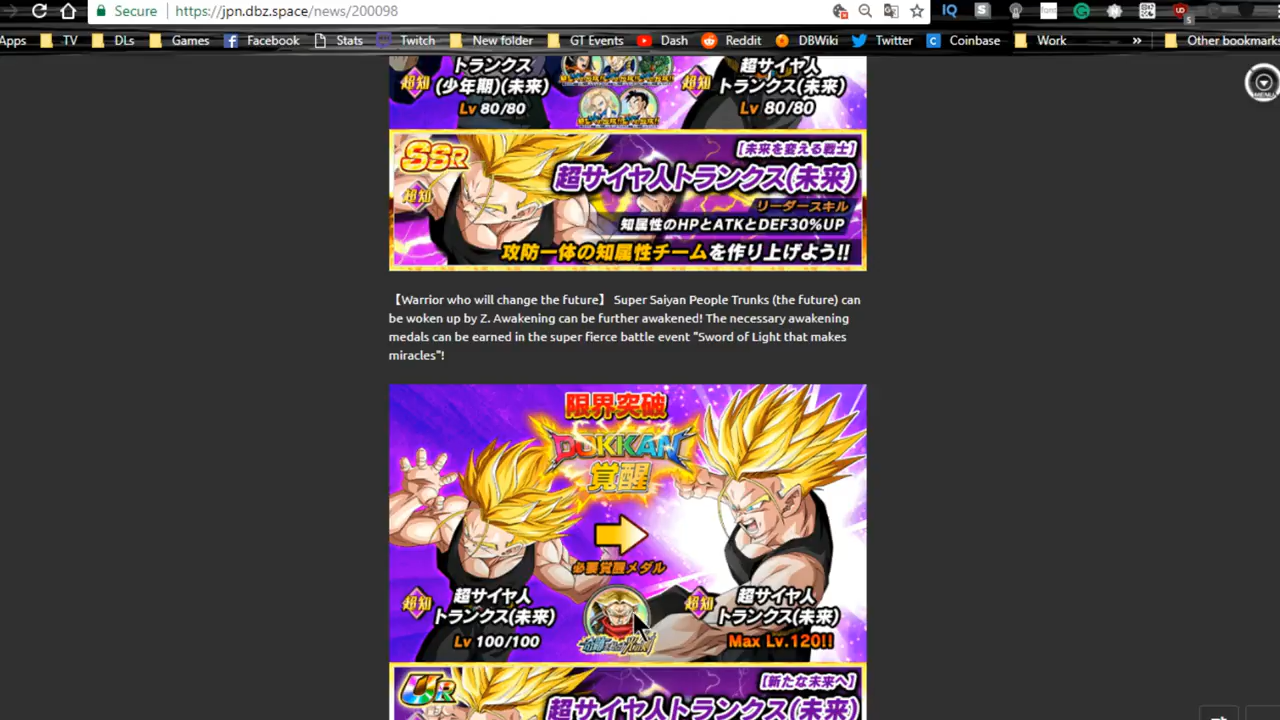 Secure
https://jpn.dbz.space/news/200098
IQ
S
5
Apps
TV
DLs
Games
Facebook
Stats
Twitch
New folder
GT Events
Dash
Reddit
DBWiki
Twitter
Coinbase
Work
»
Other bookmarks
MENU
トランクス
(少年期)(未来)
超知
Lv 80/80
超サイヤ人
トランクス(未来)
超知
Lv 80/80
SSR
[未来を変える戦士]
超知
超サイヤ人トランクス(未来)
リーダースキル
知属性のHPとATKとDEF30%UP
攻防一体の知属性チームを作り上げよう!!
【Warrior who will change the future】 Super Saiyan People Trunks (the future) can
be woken up by Z. Awakening can be further awakened! The necessary awakening
medals can be earned in the super fierce battle event "Sword of Light that makes
miracles"!
限界突破
DOKKAN
覚醒
必要覚醒メダル
超知
超サイヤ人
トランクス(未来)
Lv 100/100
超知
超サイヤ人
トランクス(未来)
Max Lv.120!!
UR
[新たな未来へ]
超サイヤ人トランクス(未来)